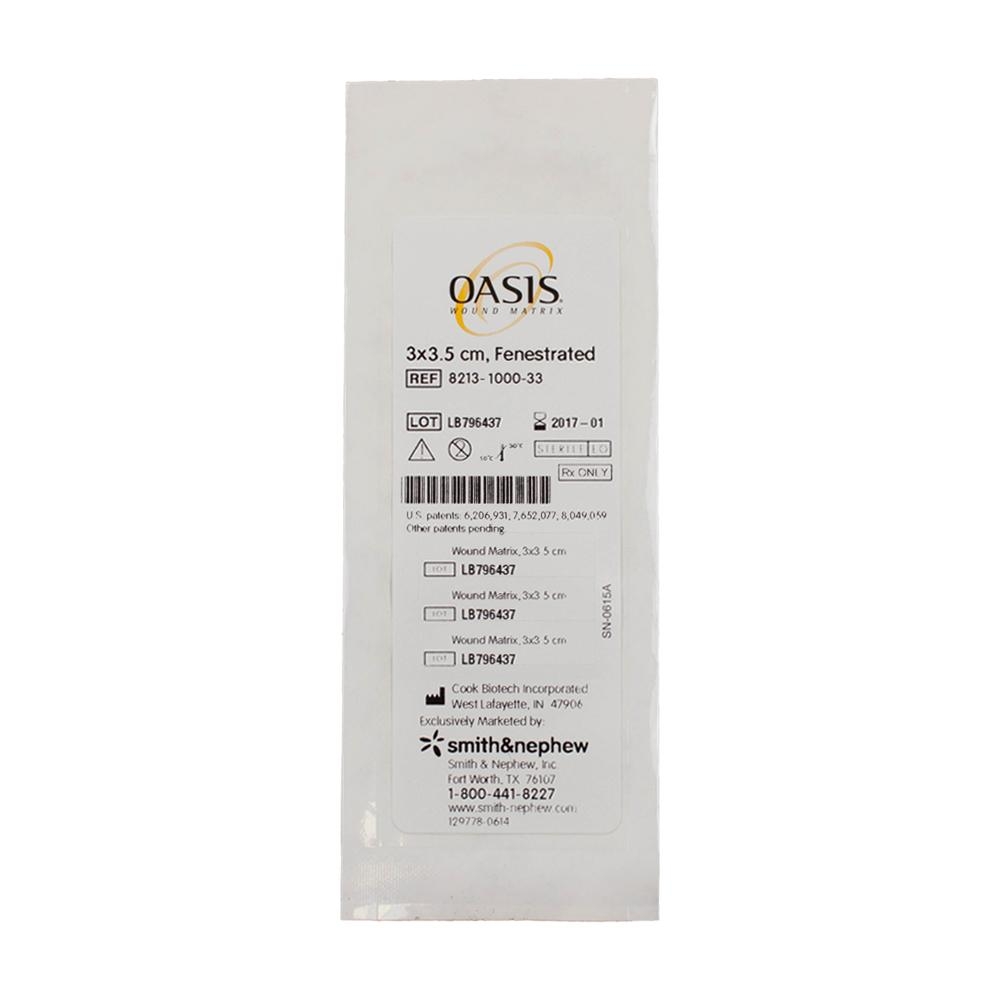 OASIS®
WOUND MATRIX
3x3.5 cm, Fenestrated
REF 8213-1000-33
LOT LB796437 2017-01
10°C 30°C STERILE EO
Rx ONLY
U.S. patents: 6,206,931; 7,652,077; 8,049,059
Other patents pending.
Wound Matrix, 3x3.5 cm
LOT LB796437
Wound Matrix, 3x3.5 cm
LOT LB796437
Wound Matrix, 3x3.5 cm
LOT LB796437
SN-0615A
Cook Biotech Incorporated
West Lafayette, IN 47906
Exclusively Marketed by:
smith&nephew
Smith & Nephew, Inc.
Fort Worth, TX 76107
1-800-441-8227
www.smith-nephew.com
129778-0614